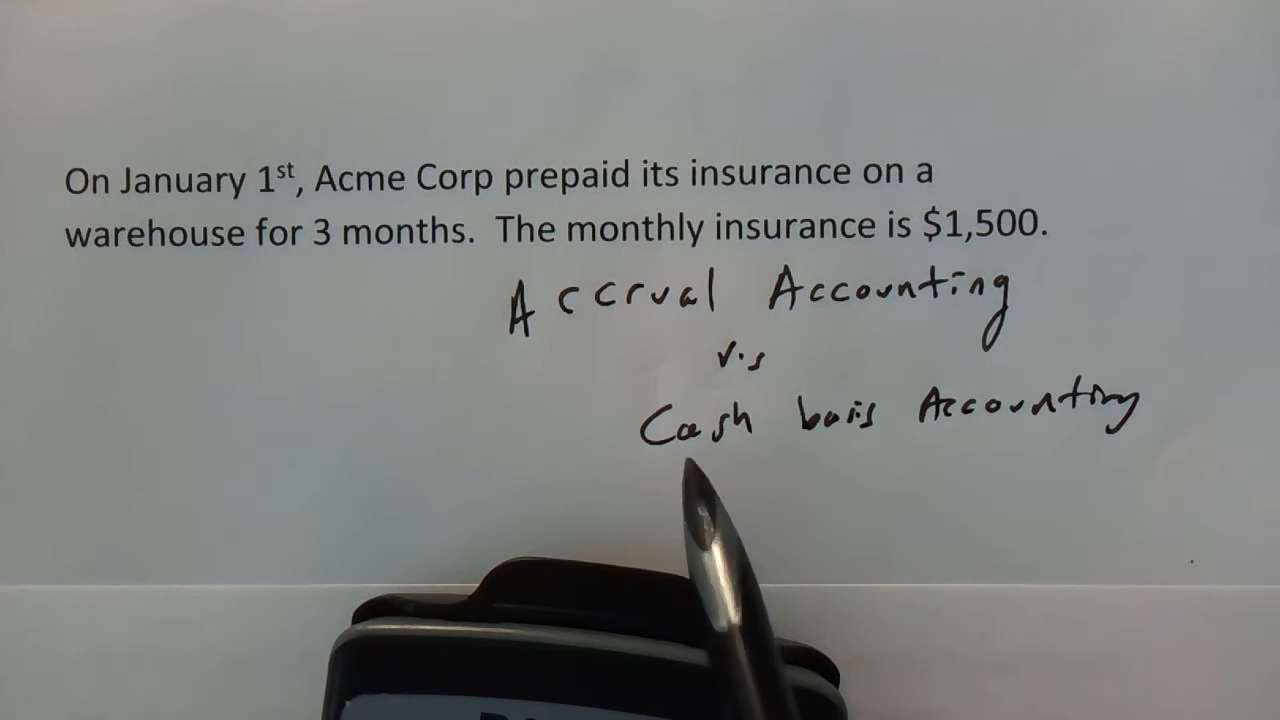 On January 1st, Acme Corp prepaid its insurance on a
warehouse for 3 months. The monthly insurance is $1,500.
Accrual Accounting
v.s
Cash bais Accounting